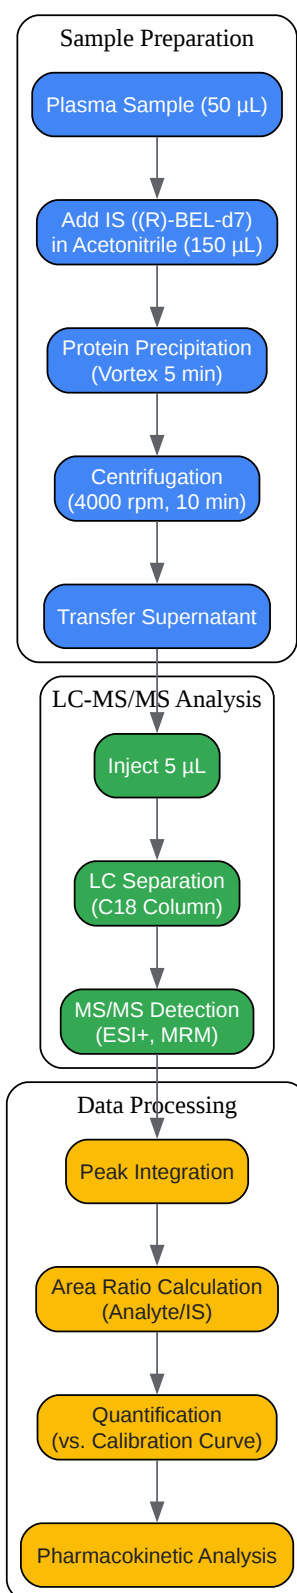 Sample Preparation
Plasma Sample (50 µL)
Add IS ((R)-BEL-d7)
in Acetonitrile (150 µL)
Protein Precipitation
(Vortex 5 min)
Centrifugation
(4000 rpm, 10 min)
Transfer Supernatant
LC-MS/MS Analysis
Inject 5 µL
LC Separation
(C18 Column)
MS/MS Detection
(ESI+, MRM)
Data Processing
Peak Integration
Area Ratio Calculation
(Analyte/IS)
Quantification
(vs. Calibration Curve)
Pharmacokinetic Analysis